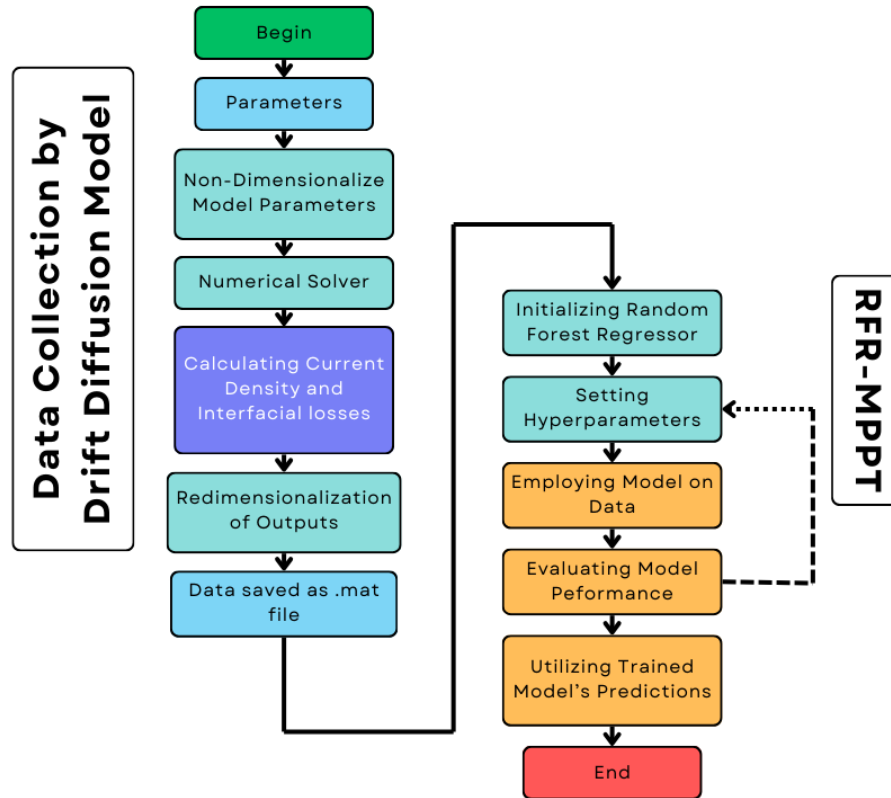 Data Collection by
Drift Diffusion Model
Begin
Parameters
Non-Dimensionalize
Model Parameters
Numerical Solver
Calculating Current
Density and
Interfacial losses
Redimensionalization
of Outputs
Data saved as .mat
file
Initializing Random
Forest Regressor
Setting
Hyperparameters
Employing Model on
Data
Evaluating Model
Peformance
Utilizing Trained
Model’s Predictions
End
RFR-MPPT